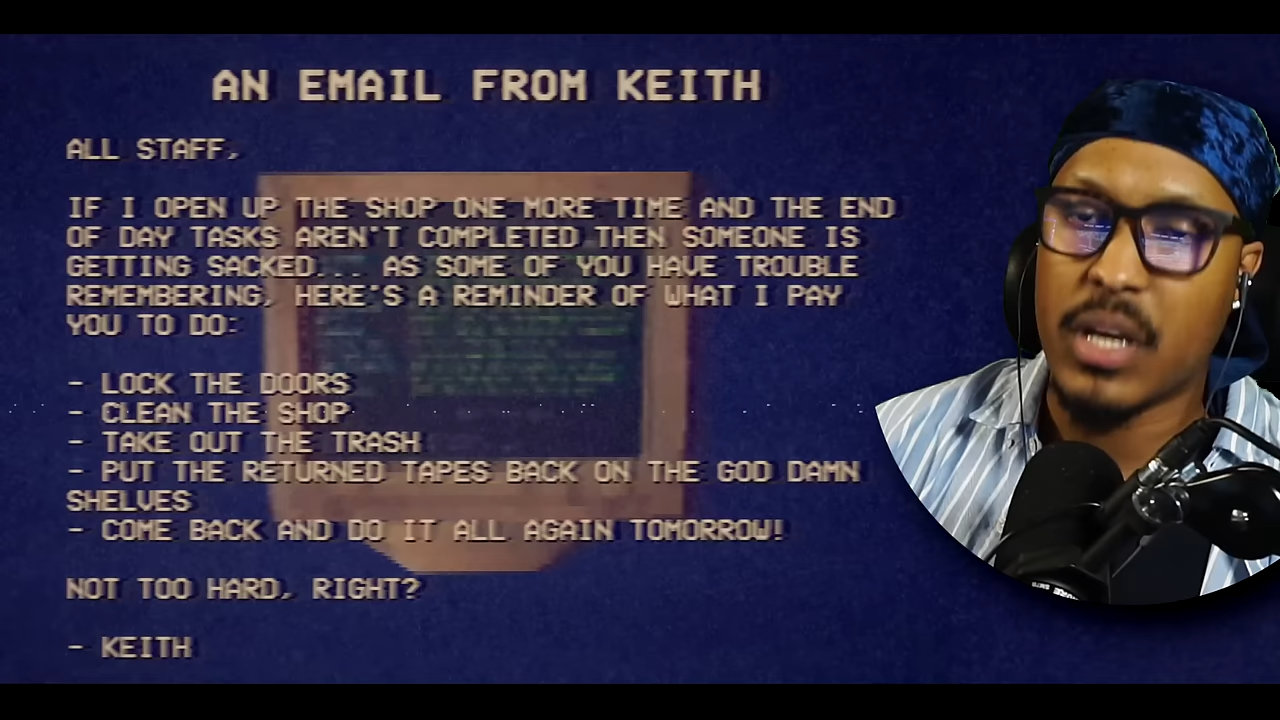 AN EMAIL FROM KEITH
ALL STAFF,
IF I OPEN UP THE SHOP ONE MORE TIME AND THE END
OF DAY TASKS AREN'T COMPLETED THEN SOMEONE IS
GETTING SACKED... AS SOME OF YOU HAVE TROUBLE
REMEMBERING, HERE'S A REMINDER OF WHAT I PAY
YOU TO DO:
- LOCK THE DOORS
- CLEAN THE SHOP
- TAKE OUT THE TRASH
- PUT THE RETURNED TAPES BACK ON THE GOD DAMN
SHELVES
- COME BACK AND DO IT ALL AGAIN TOMORROW!
NOT TOO HARD, RIGHT?
- KEITH